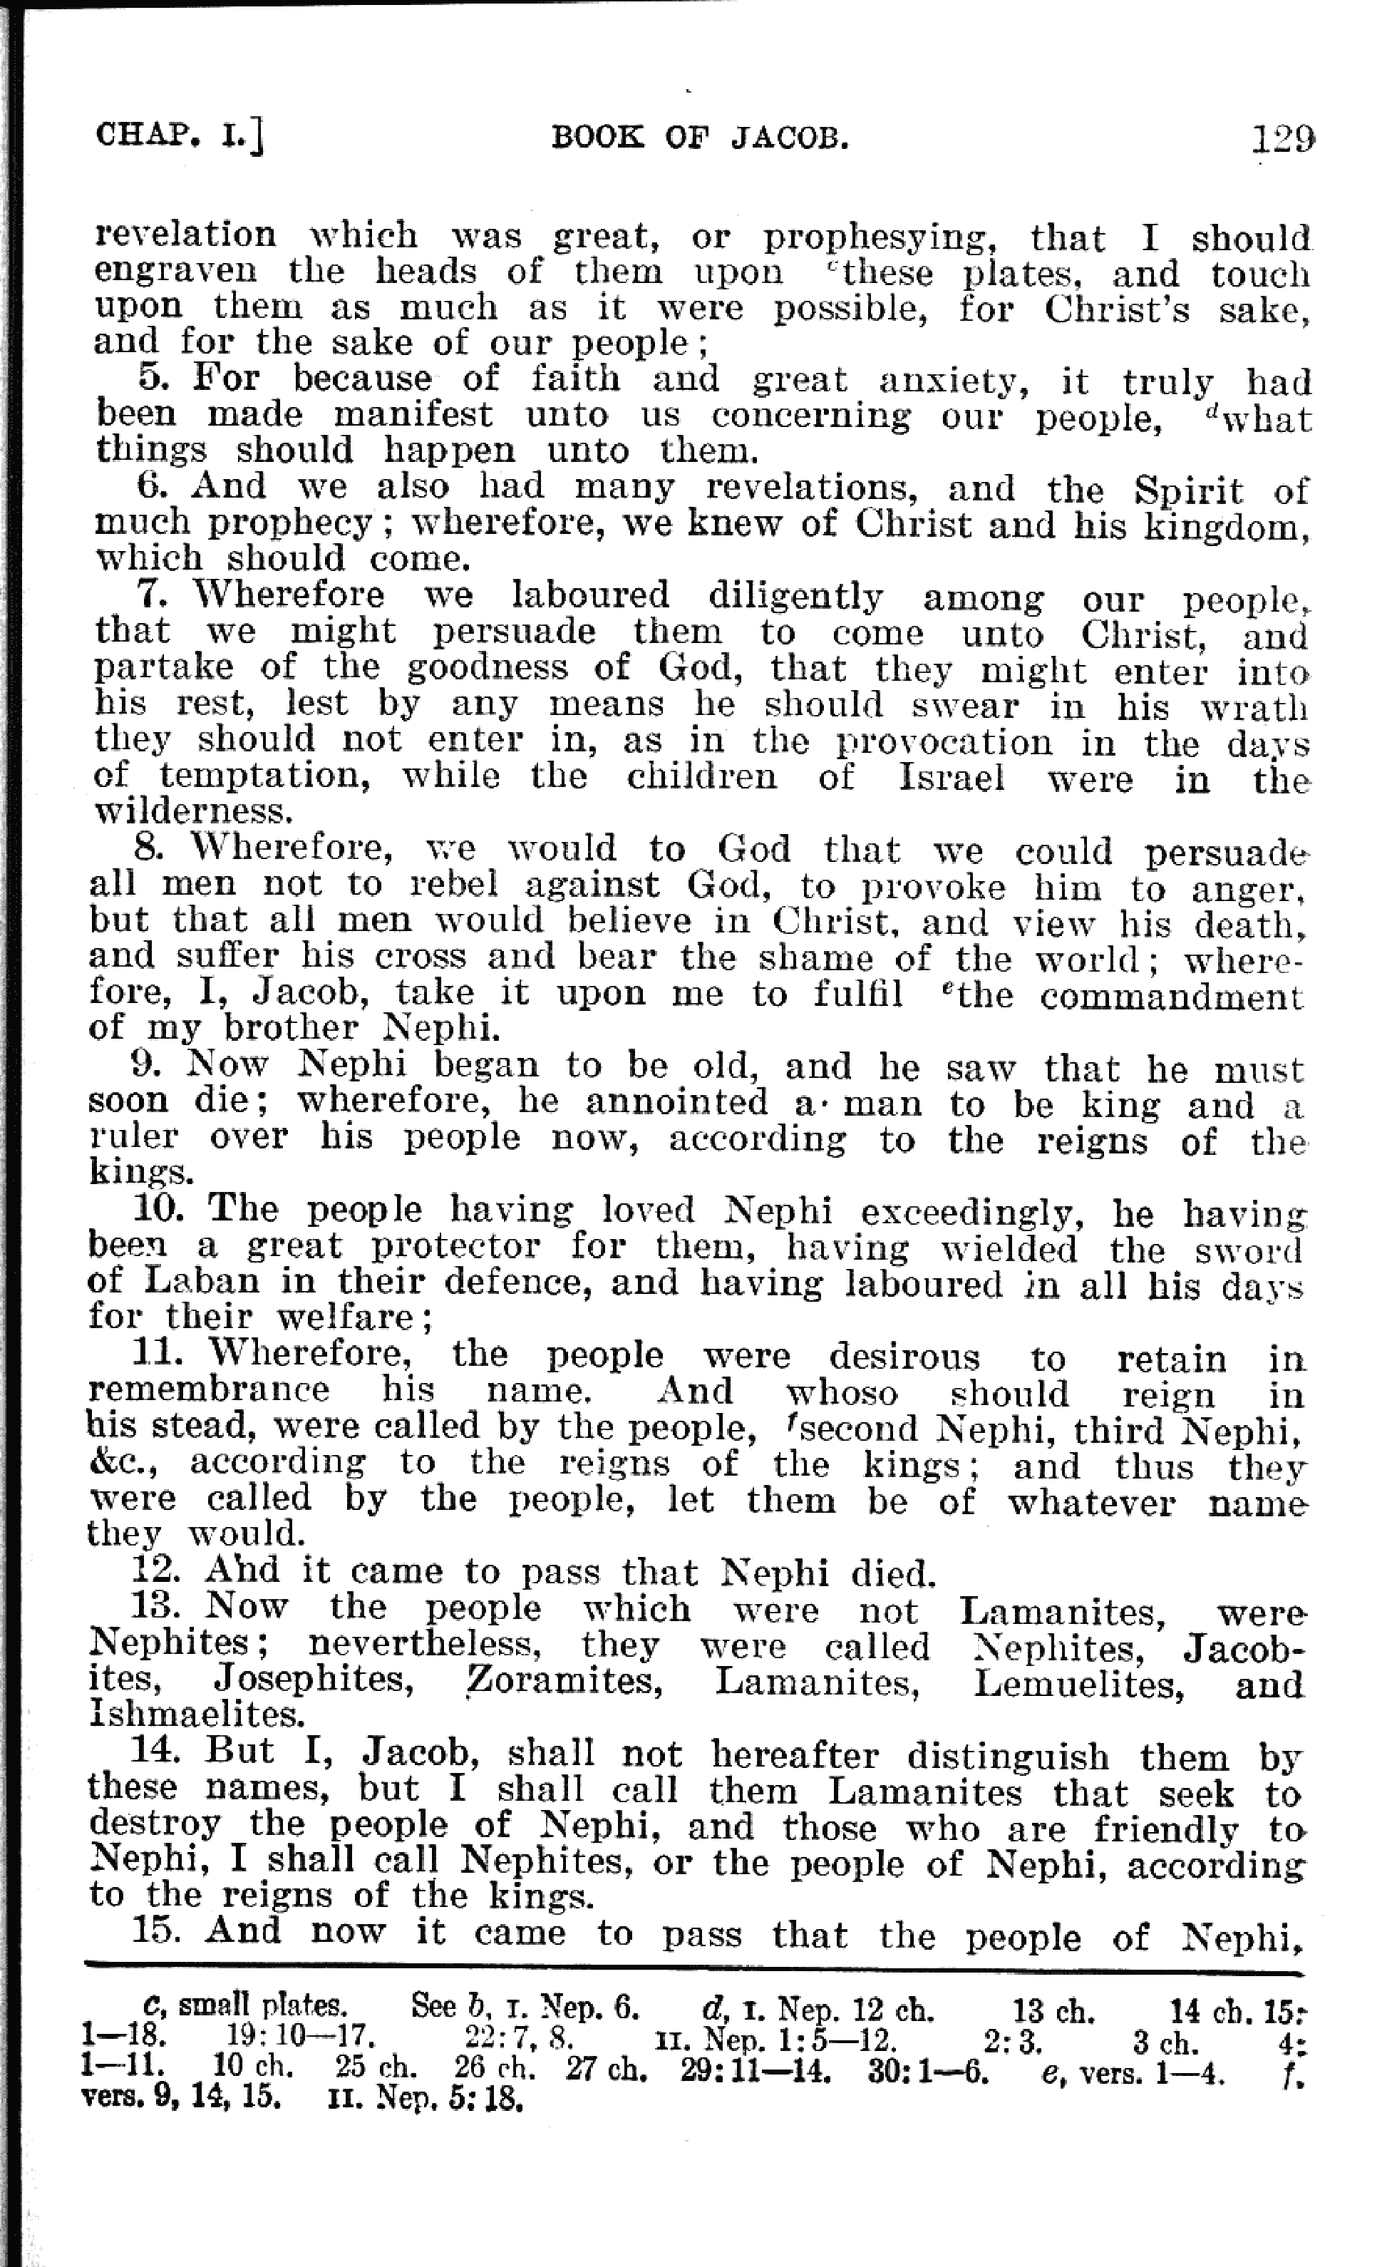 CHAP. I.] BOOK OF JACOB. 129
revelation which was great, or prophesying, that I should
engraven the heads of them upon ᶜthese plates, and touch
upon them as much as it were possible, for Christ's sake,
and for the sake of our people;
5. For because of faith and great anxiety, it truly had
been made manifest unto us concerning our people, ᵈwhat
things should happen unto them.
6. And we also had many revelations, and the Spirit of
much prophecy; wherefore, we knew of Christ and his kingdom,
which should come.
7. Wherefore we laboured diligently among our people,
that we might persuade them to come unto Christ, and
partake of the goodness of God, that they might enter into
his rest, lest by any means he should swear in his wrath
they should not enter in, as in the provocation in the days
of temptation, while the children of Israel were in the
wilderness.
8. Wherefore, we would to God that we could persuade
all men not to rebel against God, to provoke him to anger,
but that all men would believe in Christ, and view his death,
and suffer his cross and bear the shame of the world; where-
fore, I, Jacob, take it upon me to fulfil ᵉthe commandment
of my brother Nephi.
9. Now Nephi began to be old, and he saw that he must
soon die; wherefore, he annointed a man to be king and a
ruler over his people now, according to the reigns of the
kings.
10. The people having loved Nephi exceedingly, he having
been a great protector for them, having wielded the sword
of Laban in their defence, and having laboured in all his days
for their welfare;
11. Wherefore, the people were desirous to retain in
remembrance his name. And whoso should reign in
his stead, were called by the people, ᶠsecond Nephi, third Nephi,
&c., according to the reigns of the kings; and thus they
were called by the people, let them be of whatever name
they would.
12. And it came to pass that Nephi died.
13. Now the people which were not Lamanites, were
Nephites; nevertheless, they were called Nephites, Jacob-
ites, Josephites, Zoramites, Lamanites, Lemuelites, and
Ishmaelites.
14. But I, Jacob, shall not hereafter distinguish them by
these names, but I shall call them Lamanites that seek to
destroy the people of Nephi, and those who are friendly to
Nephi, I shall call Nephites, or the people of Nephi, according
to the reigns of the kings.
15. And now it came to pass that the people of Nephi,
c, small plates. See b, I. Nep. 6. d, I. Nep. 12 ch. 13 ch. 14 ch. 15:
1—18. 19:10—17. 22:7, 8. II. Nep. 1:5—12. 2:3. 3 ch. 4:
1—11. 10 ch. 25 ch. 26 ch. 27 ch. 29:11—14. 30:1—6. e, vers. 1—4. f,
vers. 9, 14, 15. II. Nep. 5:18.